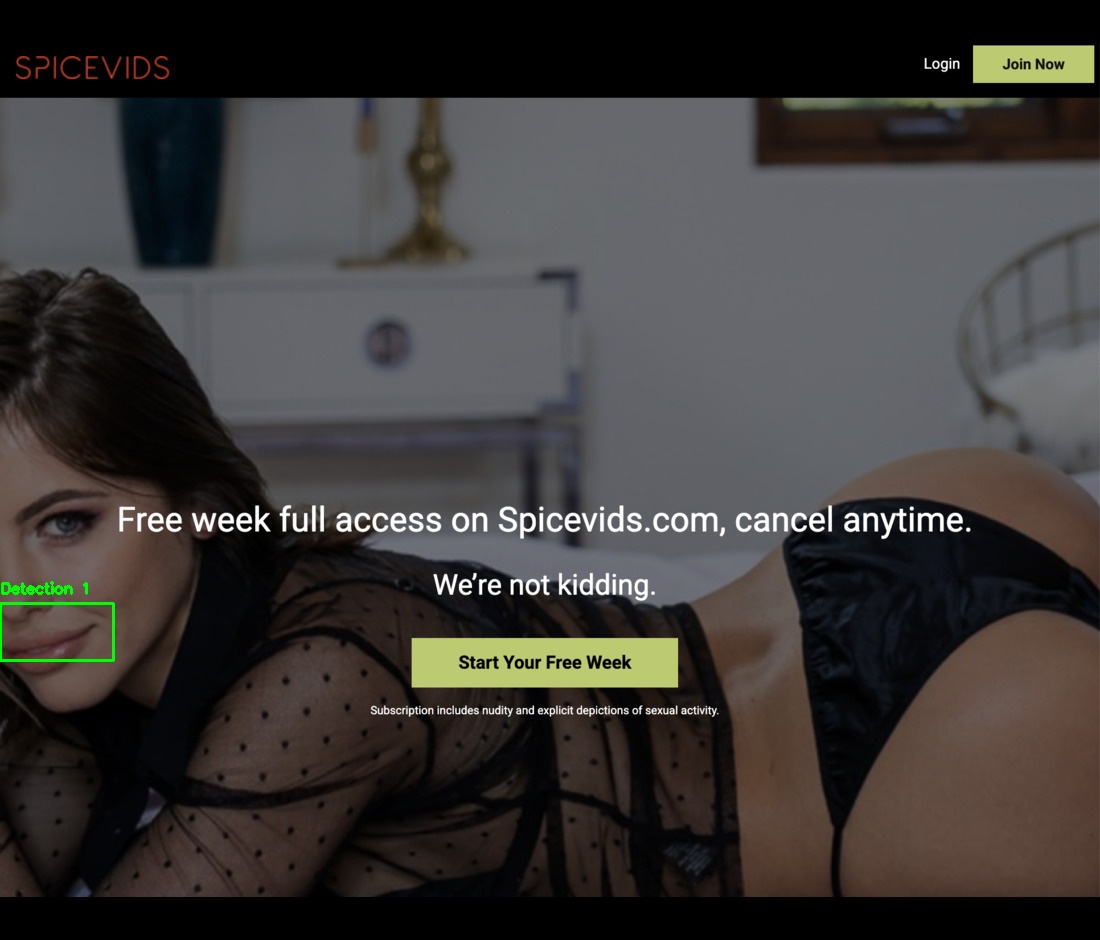 SPICEVIDS
Login
Join Now
Free week full access on Spicevids.com, cancel anytime.
We’re not kidding.
Detection 1
Start Your Free Week
Subscription includes nudity and explicit depictions of sexual activity.